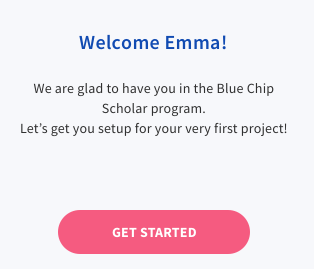 Welcome Emma!
We are glad to have you in the Blue Chip
Scholar program.
Let's get you setup for your very first project!
GET STARTED